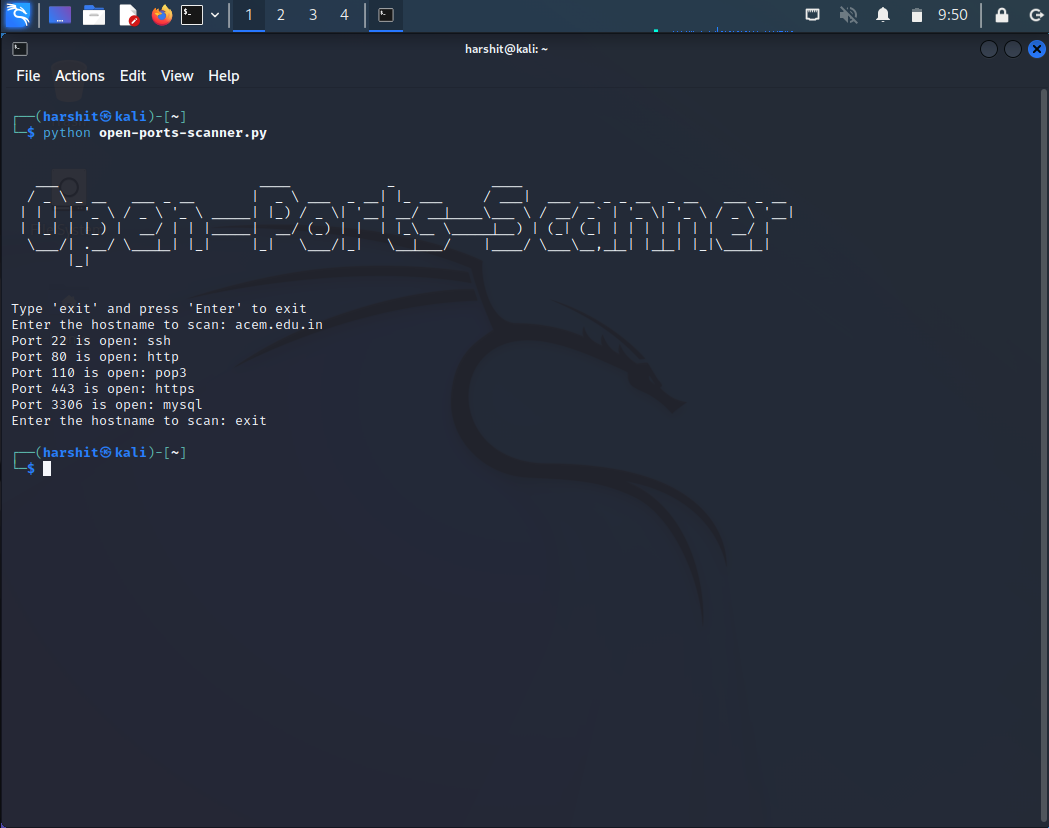 1 2 3 4 9:50
harshit@kali: ~
File Actions Edit View Help
┌──(harshit㉿kali)-[~]
└─$ python open-ports-scanner.py
Open-Ports-Scanner
Type 'exit' and press 'Enter' to exit
Enter the hostname to scan: acem.edu.in
Port 22 is open: ssh
Port 80 is open: http
Port 110 is open: pop3
Port 443 is open: https
Port 3306 is open: mysql
Enter the hostname to scan: exit
┌──(harshit㉿kali)-[~]
└─$